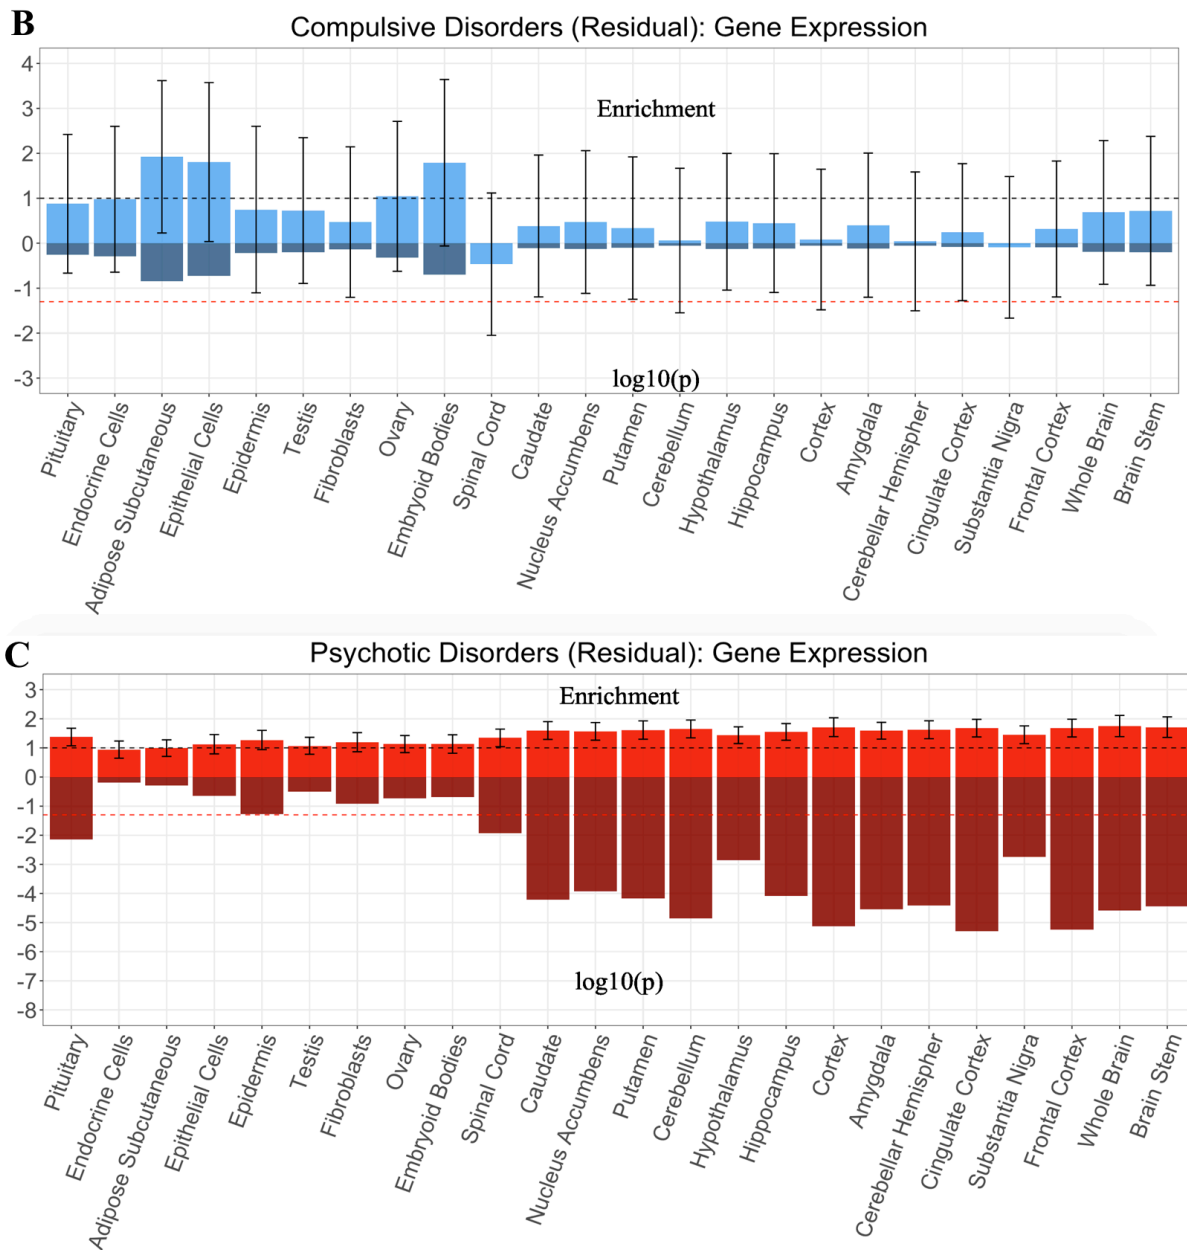 B
Compulsive Disorders (Residual): Gene Expression
4
3
2
1
0
-1
-2
-3
Enrichment
log10(p)
Pituitary
Endocrine Cells
Adipose Subcutaneous
Epithelial Cells
Epidermis
Testis
Fibroblasts
Ovary
Embryoid Bodies
Spinal Cord
Caudate
Nucleus Accumbens
Putamen
Cerebellum
Hypothalamus
Hippocampus
Cortex
Amygdala
Cerebellar Hemispher
Cingulate Cortex
Substantia Nigra
Frontal Cortex
Whole Brain
Brain Stem
C
Psychotic Disorders (Residual): Gene Expression
3
2
1
0
-1
-2
-3
-4
-5
-6
-7
-8
Enrichment
log10(p)
Pituitary
Endocrine Cells
Adipose Subcutaneous
Epithelial Cells
Epidermis
Testis
Fibroblasts
Ovary
Embryoid Bodies
Spinal Cord
Caudate
Nucleus Accumbens
Putamen
Cerebellum
Hypothalamus
Hippocampus
Cortex
Amygdala
Cerebellar Hemispher
Cingulate Cortex
Substantia Nigra
Frontal Cortex
Whole Brain
Brain Stem